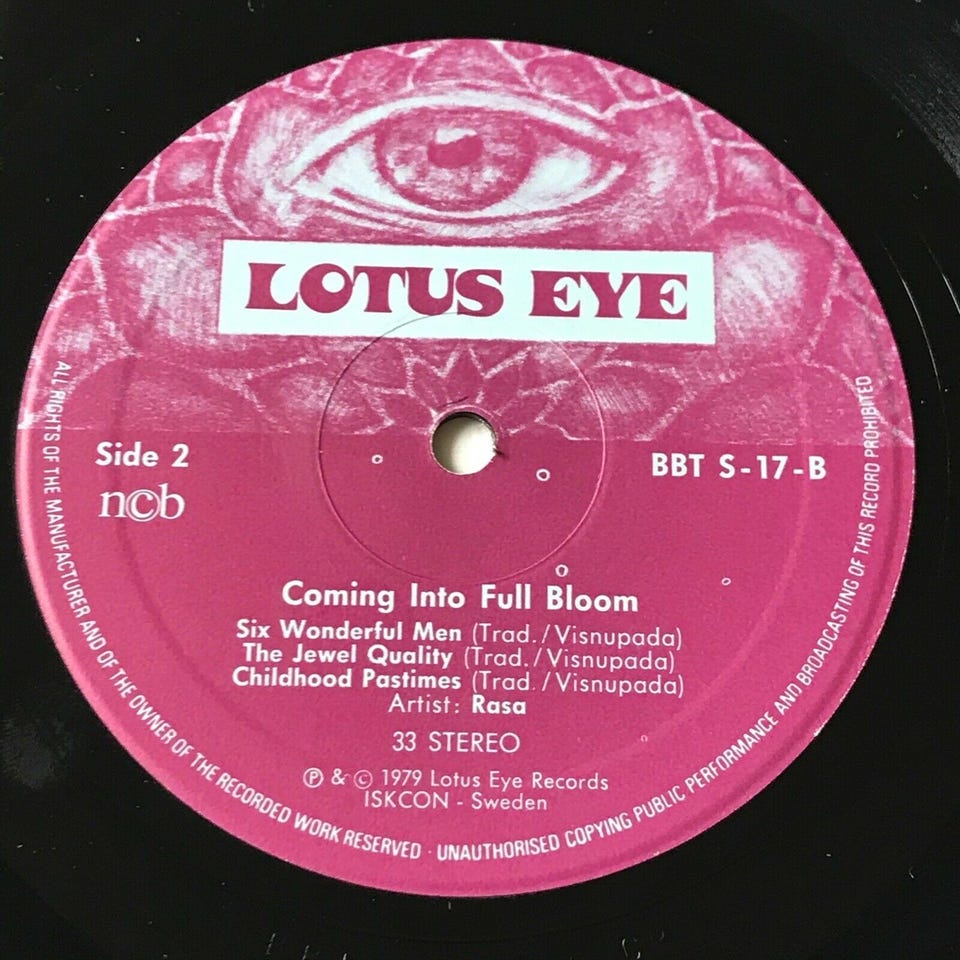 LOTUS EYE
Side 2
BBT S-17-B
ncb
Coming Into Full Bloom
Six Wonderful Men (Trad./Visnupada)
The Jewel Quality (Trad./Visnupada)
Childhood Pastimes (Trad./Visnupada)
Artist: Rasa
33 STEREO
Ⓟ & © 1979 Lotus Eye Records
ISKCON - Sweden
ALL RIGHTS OF THE MANUFACTURER AND OF THE OWNER OF THE RECORDED WORK RESERVED · UNAUTHORISED COPYING PUBLIC PERFORMANCE AND BROADCASTING OF THIS RECORD PROHIBITED